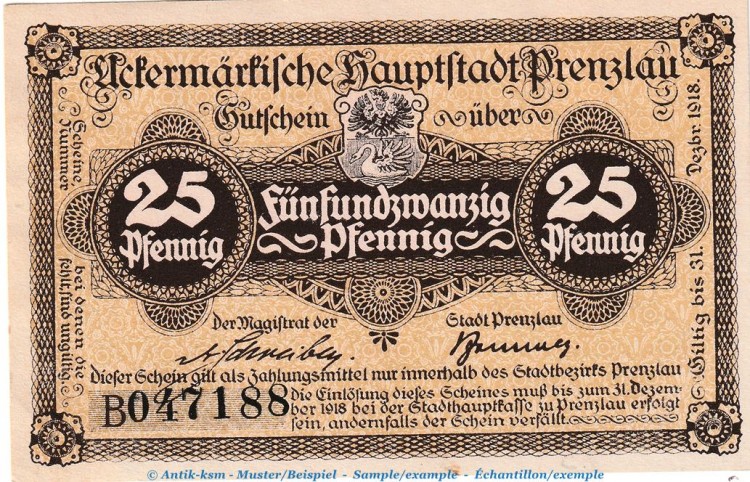 Uckermärkische Hauptstadt Prenzlau
Gutschein über
25
Pfennig
Fünfundzwanzig
Pfennig
25
Pfennig
Scheine bei denen die
Nummer fehlt, sind ungültig.
Giltig bis 31. Dezbr. 1918.
Der Magistrat der Stadt Prenzlau
Dieser Schein gilt als Zahlungsmittel nur innerhalb des Stadtbezirks Prenzlau
B047188
Die Einlösung dieses Scheines muß bis zum 31. Dezem-
ber 1918 bei der Stadthauptkasse zu Prenzlau erfolgt
sein, andernfalls der Schein verfällt.
© Antik-ksm - Muster/Beispiel - Sample/example - Échantillon/exemple